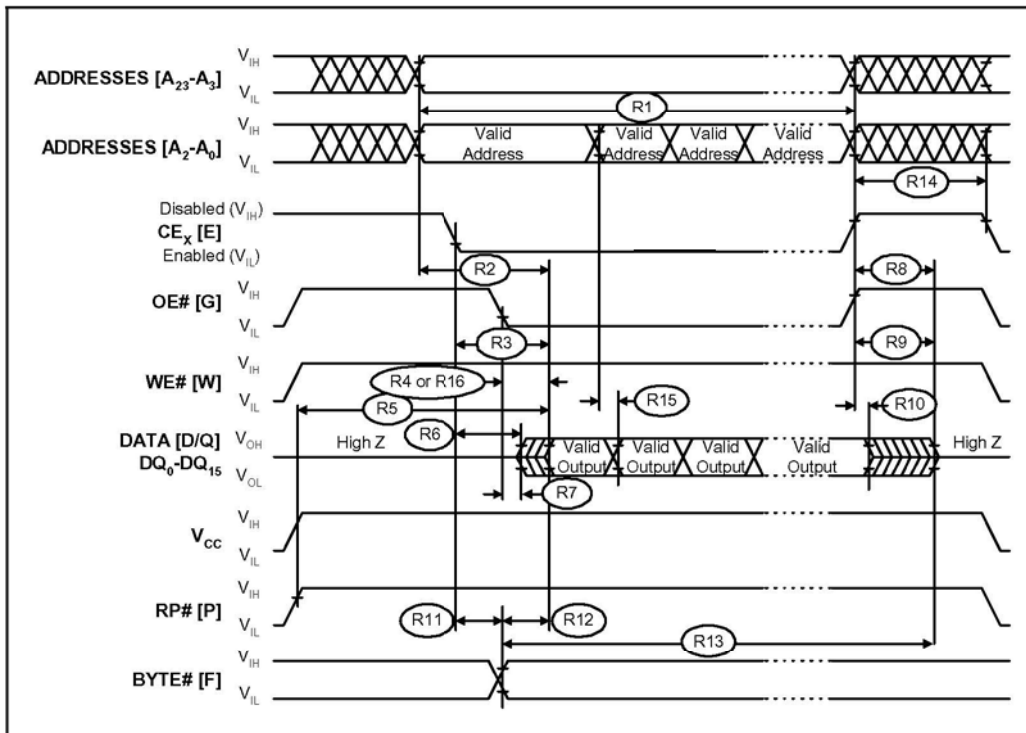 V_IH
ADDRESSES [A_23-A_3]
V_IL
R1
V_IH
ADDRESSES [A_2-A_0]
V_IL
Valid Address
Valid Address
Valid Address
Valid Address
R14
Disabled (V_IH)
CE_X [E]
Enabled (V_IL)
R2
R8
V_IH
OE# [G]
V_IL
R3
R9
V_IH
WE# [W]
V_IL
R4 or R16
R5
R15
R10
R6
DATA [D/Q]
DQ_0-DQ_15
V_OH
V_OL
High Z
Valid Output
Valid Output
Valid Output
Valid Output
High Z
R7
V_IH
V_CC
V_IL
V_IH
RP# [P]
V_IL
R11
R12
R13
V_IH
BYTE# [F]
V_IL